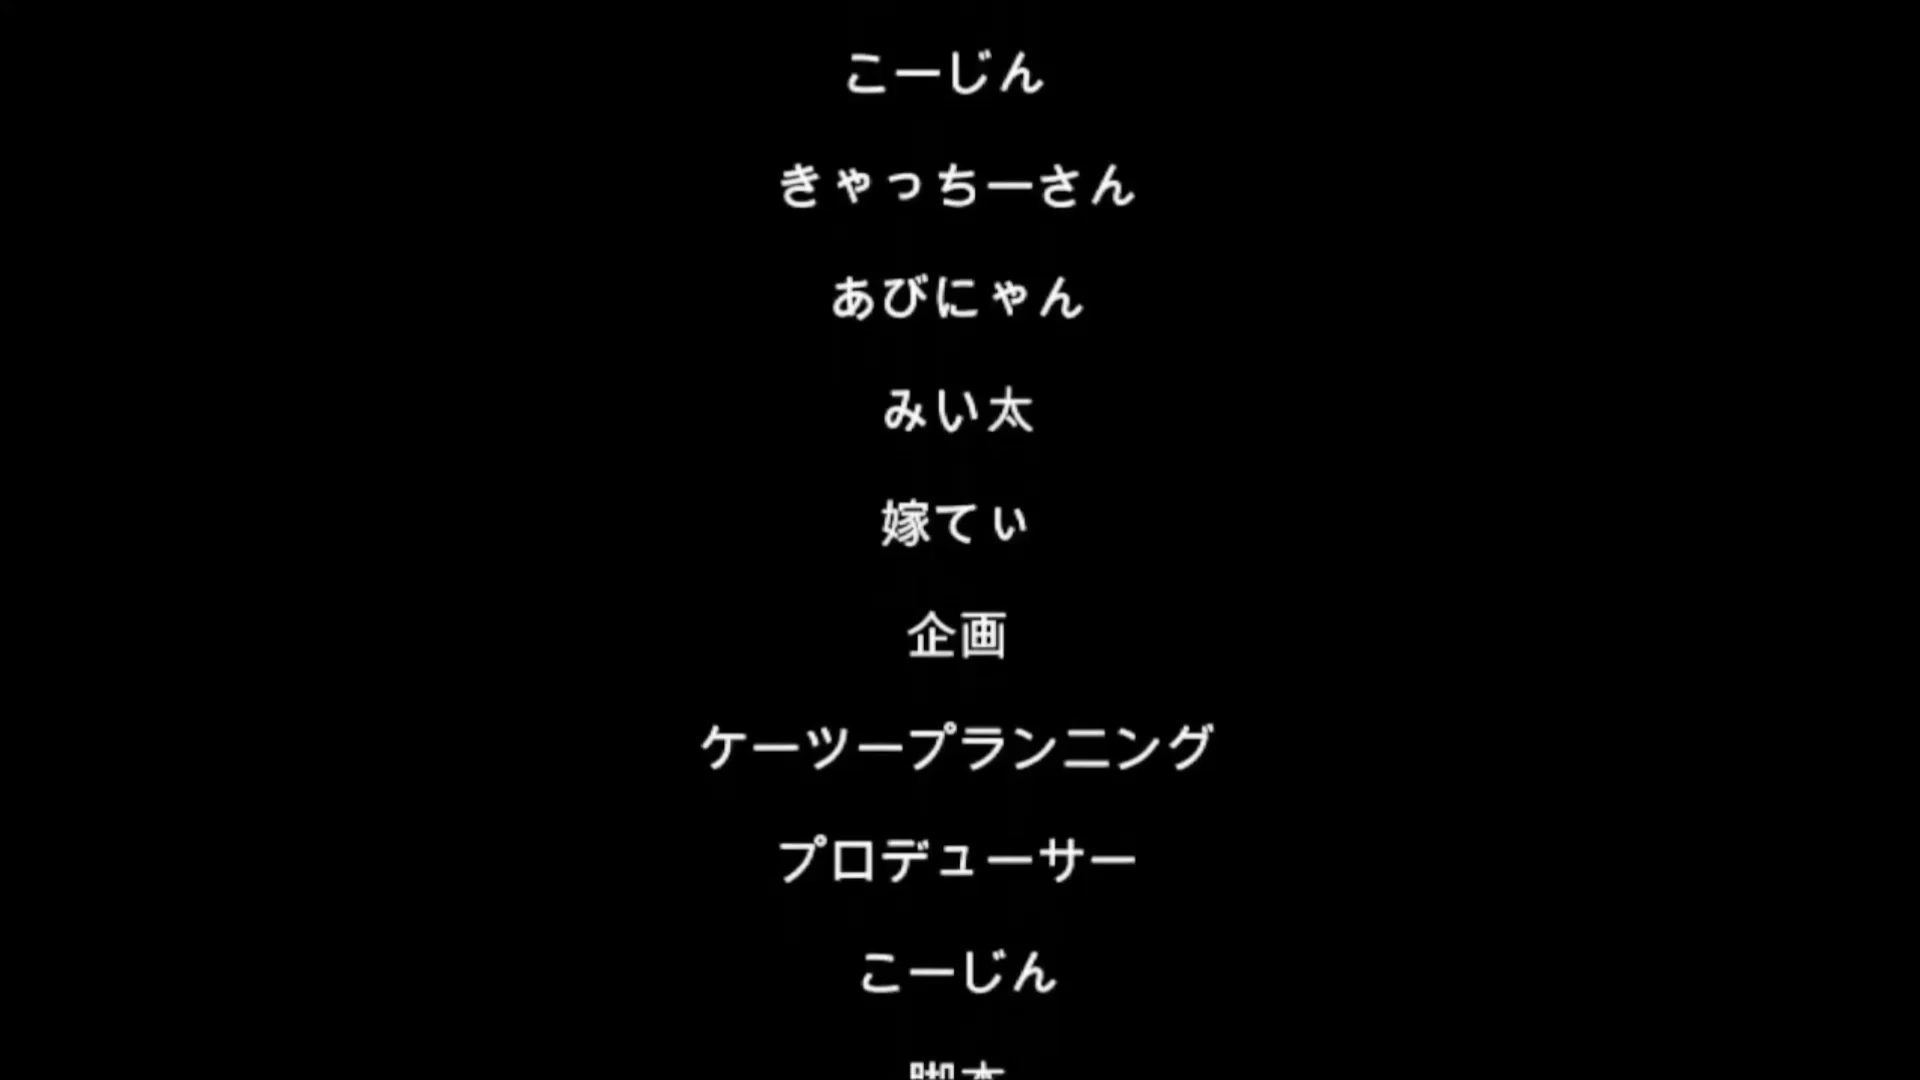 こーじん
きゃっちーさん
あびにゃん
みい太
嫁てぃ
企画
ケーツープランニング
プロデューサー
こーじん
脚本